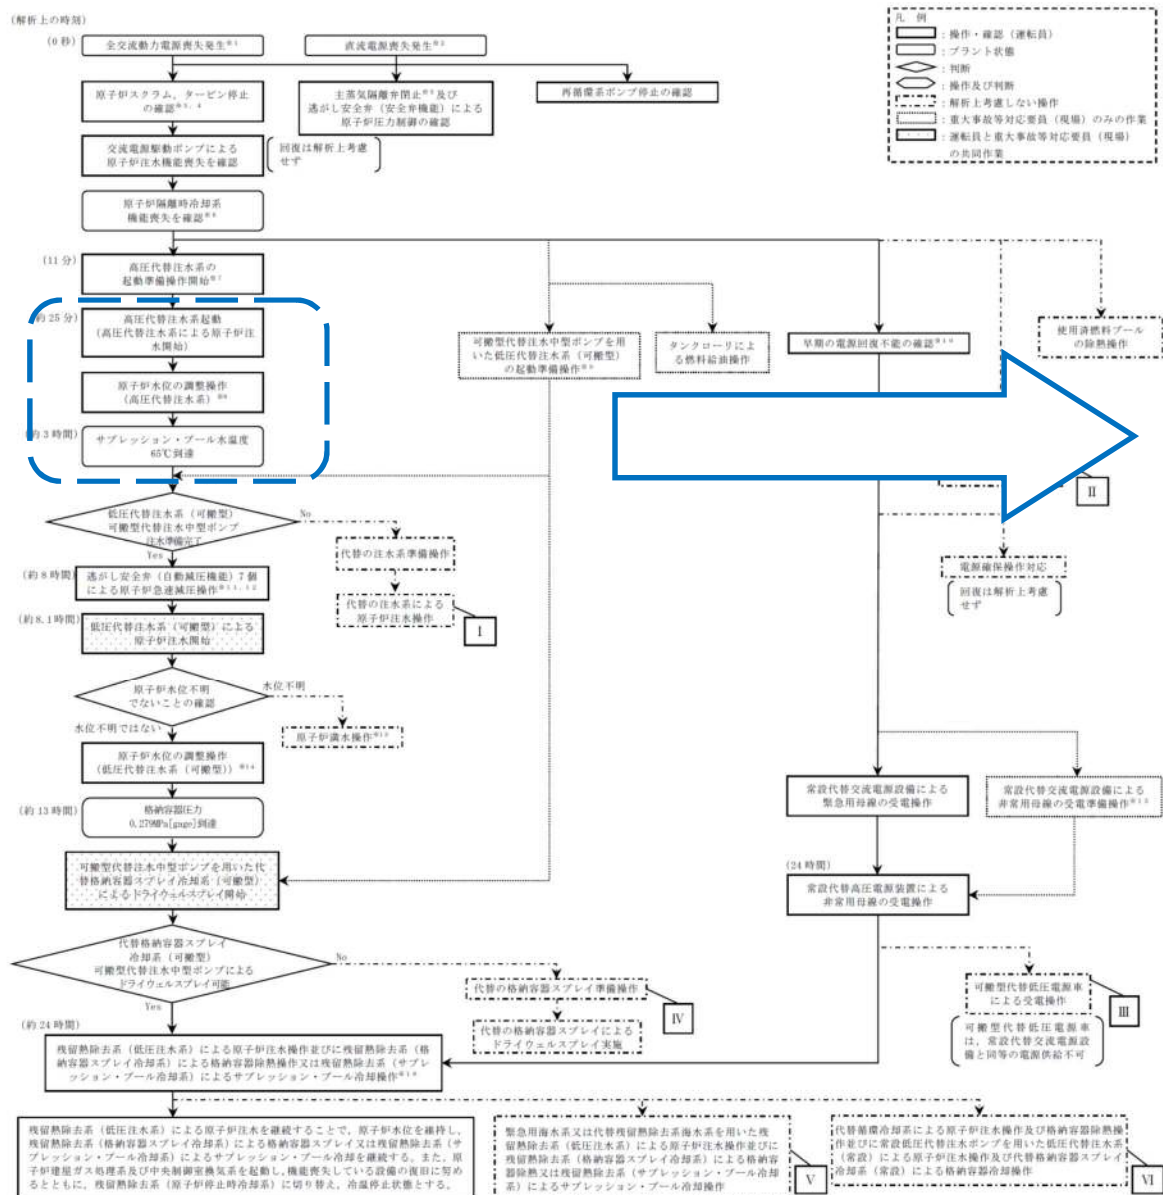 (解析上の時刻)
(0 秒)
全交流動力電源喪失発生※1
直流電源喪失発生※2
凡 例
：操作・確認（運転員）
：プラント状態
：判断
：操作及び判断
：解析上考慮しない操作
：重大事故等対応要員（現場）のみの作業
：運転員と重大事故等対応要員（現場）
の共同作業
原子炉スクラム、タービン停止
の確認※3, 4
主蒸気隔離弁閉止※5及び
逃がし安全弁（安全弁機能）による
原子炉圧力制御の確認
再循環系ポンプ停止の確認
交流電源駆動ポンプによる
原子炉注水機能喪失を確認
回復は解析上考慮
せず
原子炉隔離時冷却系
機能喪失を確認※6
(11 分)
高圧代替注水系の
起動準備操作開始※7
約25分)
高圧代替注水系起動
(高圧代替注水系による原子炉注
水開始)
原子炉水位の調整操作
(高圧代替注水系)※8
(約3時間)
サプレッション・プール水温度
65℃到達
可搬型代替注水中型ポンプを用
いた低圧代替注水系（可搬型）
の起動準備操作※9
タンクローリによ
る燃料給油操作
早期の電源回復不能の確認※10
使用済燃料プール
の除熱操作
II
低圧代替注水系（可搬型）
可搬型代替注水中型ポンプ
注水準備完了
No
Yes
代替の注水系準備操作
代替の注水系による
原子炉注水操作
I
電源確保操作対応
回復は解析上考慮
せず
(約8時間)
逃がし安全弁（自動減圧機能）7個
による原子炉急速減圧操作※11, 12
(約8.1時間)
低圧代替注水系（可搬型）による
原子炉注水開始
原子炉水位不明
でないことの確認
水位不明
水位不明ではない
原子炉満水操作※13
原子炉水位の調整操作
(低圧代替注水系（可搬型）)※14
(約13時間)
格納容器圧力
0.279MPa[gage]到達
常設代替交流電源設備による
緊急用母線の受電操作
常設代替交流電源設備による
非常用母線の受電準備操作※15
可搬型代替注水中型ポンプを用いた代
替格納容器スプレイ冷却系（可搬型）
によるドライウェルスプレイ開始
(24時間)
常設代替高圧電源装置による
非常用母線の受電操作
代替格納容器スプレイ
冷却系（可搬型）
可搬型代替注水中型ポンプによる
ドライウェルスプレイ可能
No
Yes
代替の格納容器スプレイ準備操作
代替の格納容器スプレイによる
ドライウェルスプレイ実施
IV
可搬型代替低圧電源車
による受電操作
III
可搬型代替低圧電源車
は、常設代替交流電源設
備と同等の電源供給不可
(約24時間)
残留熱除去系（低圧注水系）による原子炉注水操作並びに残留熱除去系（格
納容器スプレイ冷却系）による格納容器除熱操作又は残留熱除去系（サプレ
ッション・プール冷却系）によるサプレッション・プール冷却操作※16
残留熱除去系（低圧注水系）による原子炉注水を継続することで、原子炉水位を維持し、
残留熱除去系（格納容器スプレイ冷却系）による格納容器スプレイ又は残留熱除去系（サ
プレッション・プール冷却系）によるサプレッション・プール冷却を継続する。また、原
子炉建屋ガス処理系及び中央制御室換気系を起動し、機能喪失している設備の復旧に努め
るとともに、残留熱除去系（原子炉停止時冷却系）に切り替え、冷温停止状態とする。
緊急用海水系又は代替残留熱除去系海水系を用いた残
留熱除去系（低圧注水系）による原子炉注水操作並びに
残留熱除去系（格納容器スプレイ冷却系）による格納容
器除熱又は残留熱除去系（サプレッション・プール冷却
系）によるサプレッション・プール冷却操作
V
代替循環冷却系による原子炉注水操作及び格納容器除熱操
作並びに常設低圧代替注水ポンプを用いた低圧代替注水系
（常設）による原子炉注水操作及び代替格納容器スプレイ
冷却系（常設）による格納容器冷却操作
VI